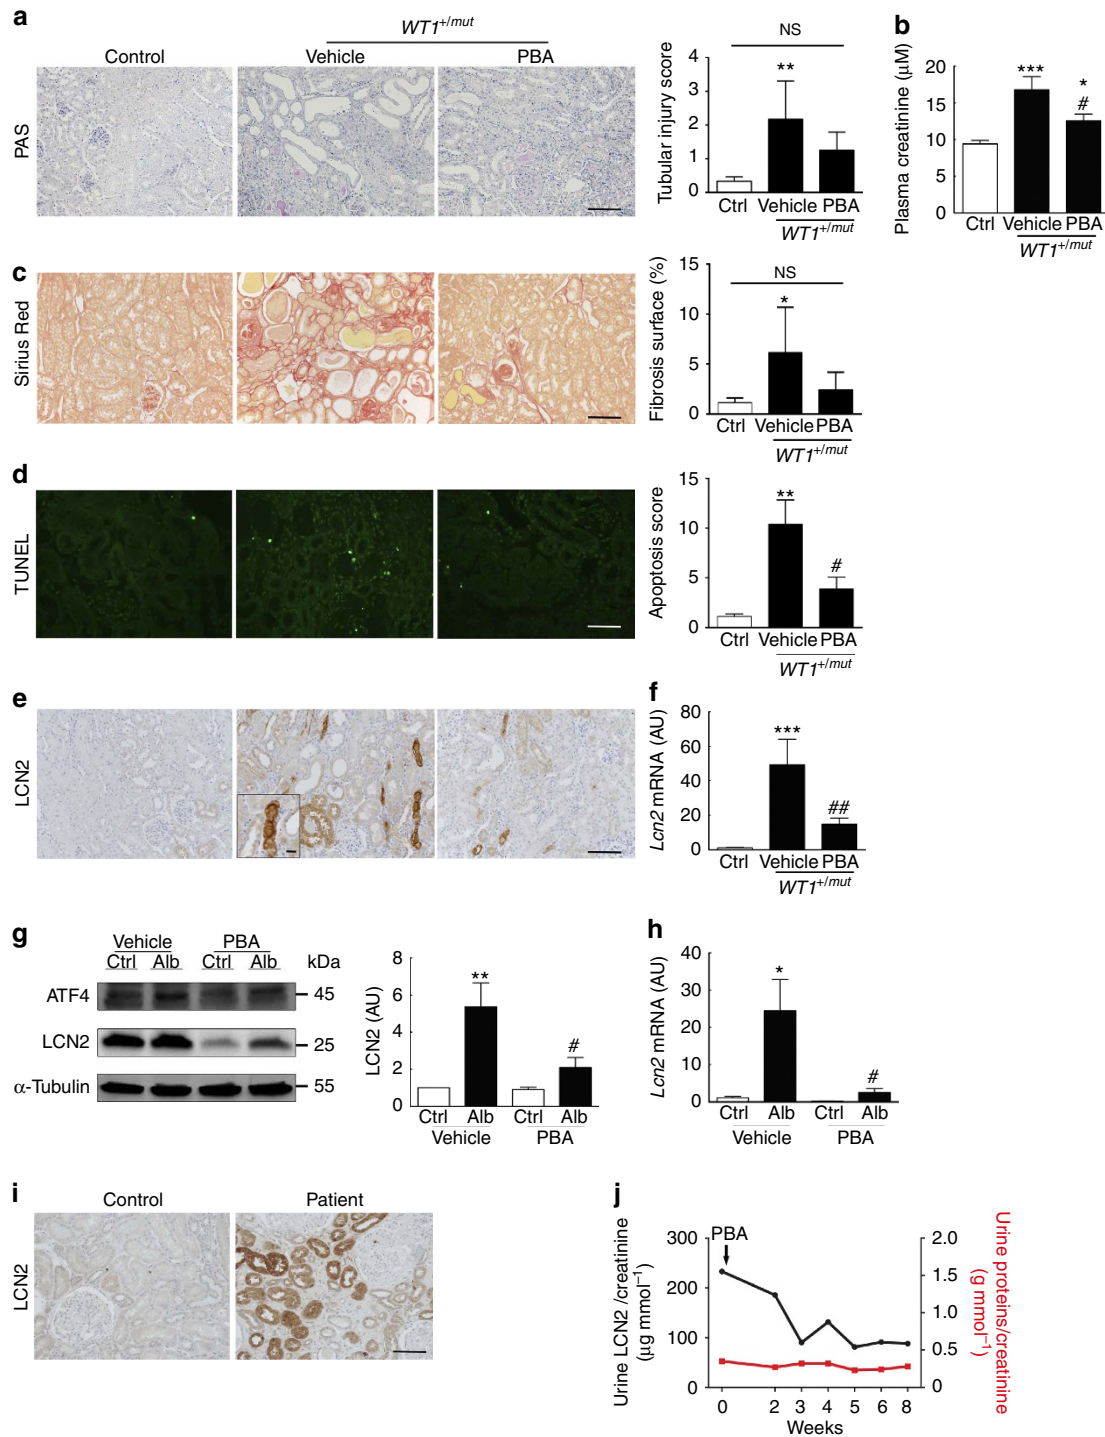 a
WT1+/mut
Control
Vehicle
PBA
PAS
Tubular injury score
4
3
2
1
0
NS
**
Ctrl
Vehicle PBA
WT1+/mut
b
Plasma creatinine (μM)
20
15
10
5
0
***
*
#
Ctrl
Vehicle PBA
WT1+/mut
c
Sirius Red
Fibrosis surface (%)
15
10
5
0
NS
*
Ctrl
Vehicle PBA
WT1+/mut
d
TUNEL
Apoptosis score
15
10
5
0
**
#
Ctrl
Vehicle PBA
WT1+/mut
e
LCN2
f
Lcn2 mRNA (AU)
80
60
40
20
0
***
##
Ctrl
Vehicle PBA
WT1+/mut
g
Vehicle
PBA
Ctrl Alb Ctrl Alb kDa
ATF4
45
LCN2
25
α-Tubulin
55
LCN2 (AU)
8
6
4
2
0
**
#
Ctrl Alb Ctrl Alb
Vehicle PBA
h
Lcn2 mRNA (AU)
40
30
20
10
0
*
#
Ctrl Alb Ctrl Alb
Vehicle PBA
i
Control
Patient
LCN2
j
Urine LCN2 /creatinine
(μg mmol−1)
300
200
100
0
PBA
2.0
1.5
1.0
0.5
0
Urine proteins/creatinine
(g mmol−1)
0 2 3 4 5 6 8
Weeks